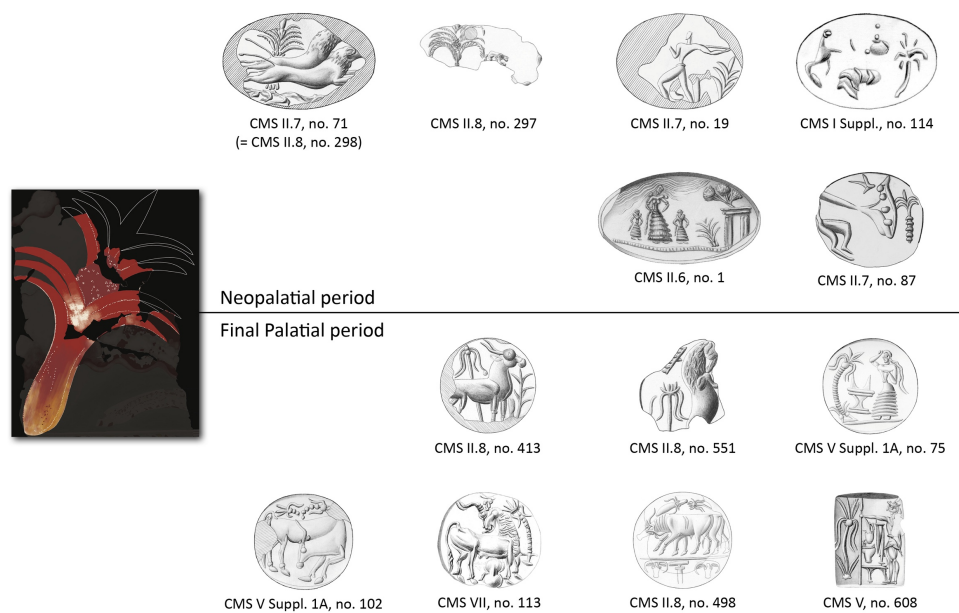 CMS II.7, no. 71
(= CMS II.8, no. 298)
CMS II.8, no. 297
CMS II.7, no. 19
CMS I Suppl., no. 114
CMS II.6, no. 1
CMS II.7, no. 87
Neopalatial period
Final Palatial period
CMS II.8, no. 413
CMS II.8, no. 551
CMS V Suppl. 1A, no. 75
CMS V Suppl. 1A, no. 102
CMS VII, no. 113
CMS II.8, no. 498
CMS V, no. 608